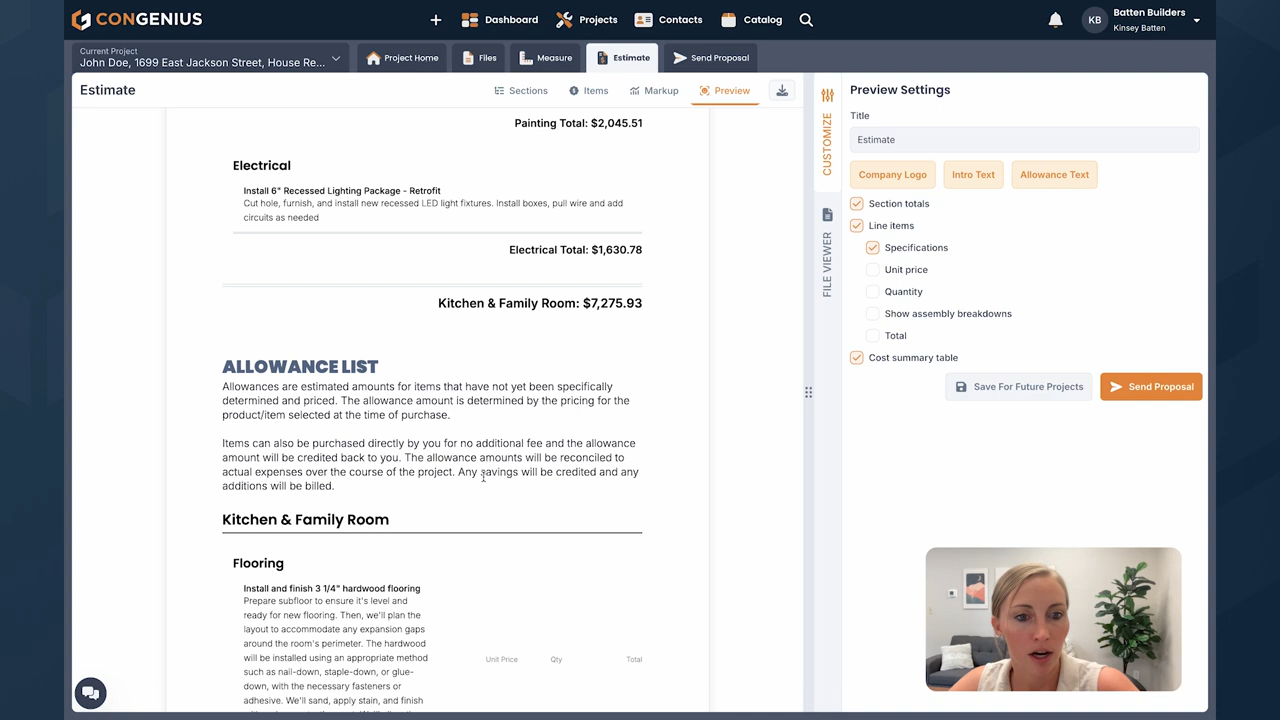 CONGENIUS
Dashboard
Projects
Contacts
Catalog
KB
Batten Builders
Kinsey Batten
Current Project
John Doe, 1699 East Jackson Street, House Re...
Project Home
Files
Measure
Estimate
Send Proposal
Estimate
Sections
Items
Markup
Preview
Painting Total: $2,045.51
Electrical
Install 6" Recessed Lighting Package - Retrofit
Cut hole, furnish, and install new recessed LED light fixtures. Install boxes, pull wire and add
circuits as needed
Electrical Total: $1,630.78
Kitchen & Family Room: $7,275.93
ALLOWANCE LIST
Allowances are estimated amounts for items that have not yet been specifically
determined and priced. The allowance amount is determined by the pricing for the
product/item selected at the time of purchase.
Items can also be purchased directly by you for no additional fee and the allowance
amount will be credited back to you. The allowance amounts will be reconciled to
actual expenses over the course of the project. Any savings will be credited and any
additions will be billed.
Kitchen & Family Room
Flooring
Install and finish 3 1/4" hardwood flooring
Prepare subfloor to ensure it's level and
ready for new flooring. Then, we'll plan the
layout to accommodate any expansion gaps
around the room's perimeter. The hardwood
will be installed using an appropriate method
Unit Price Qty Total
such as nail-down, staple-down, or glue-
down, with the necessary fasteners or
adhesive. We'll sand, apply stain, and finish
CUSTOMIZE
FILE VIEWER
Preview Settings
Title
Estimate
Company Logo
Intro Text
Allowance Text
Section totals
Line items
Specifications
Unit price
Quantity
Show assembly breakdowns
Total
Cost summary table
Save For Future Projects
Send Proposal